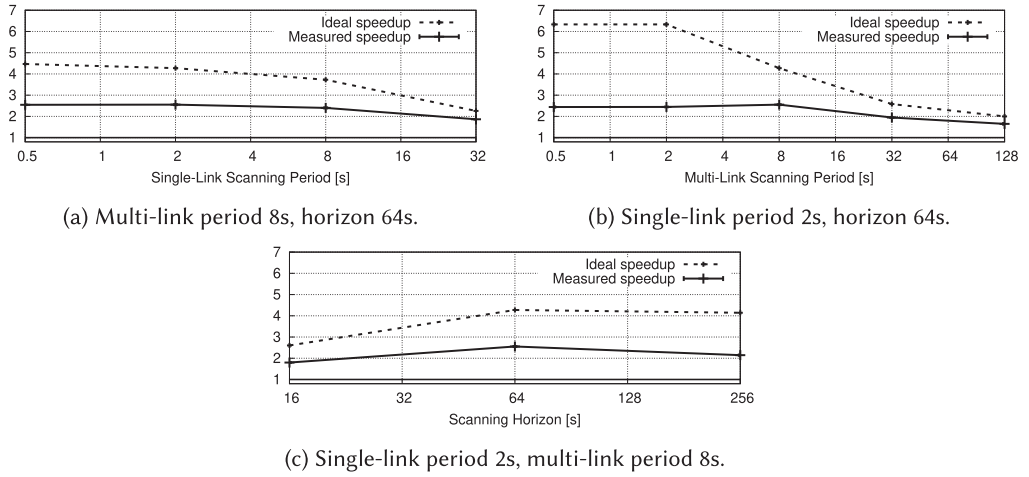 7
6
5
4
3
2
1
Ideal speedup
Measured speedup
0.5 1 2 4 8 16 32
Single-Link Scanning Period [s]
(a) Multi-link period 8s, horizon 64s.
7
6
5
4
3
2
1
Ideal speedup
Measured speedup
0.5 1 2 4 8 16 32 64 128
Multi-Link Scanning Period [s]
(b) Single-link period 2s, horizon 64s.
7
6
5
4
3
2
1
Ideal speedup
Measured speedup
16 32 64 128 256
Scanning Horizon [s]
(c) Single-link period 2s, multi-link period 8s.